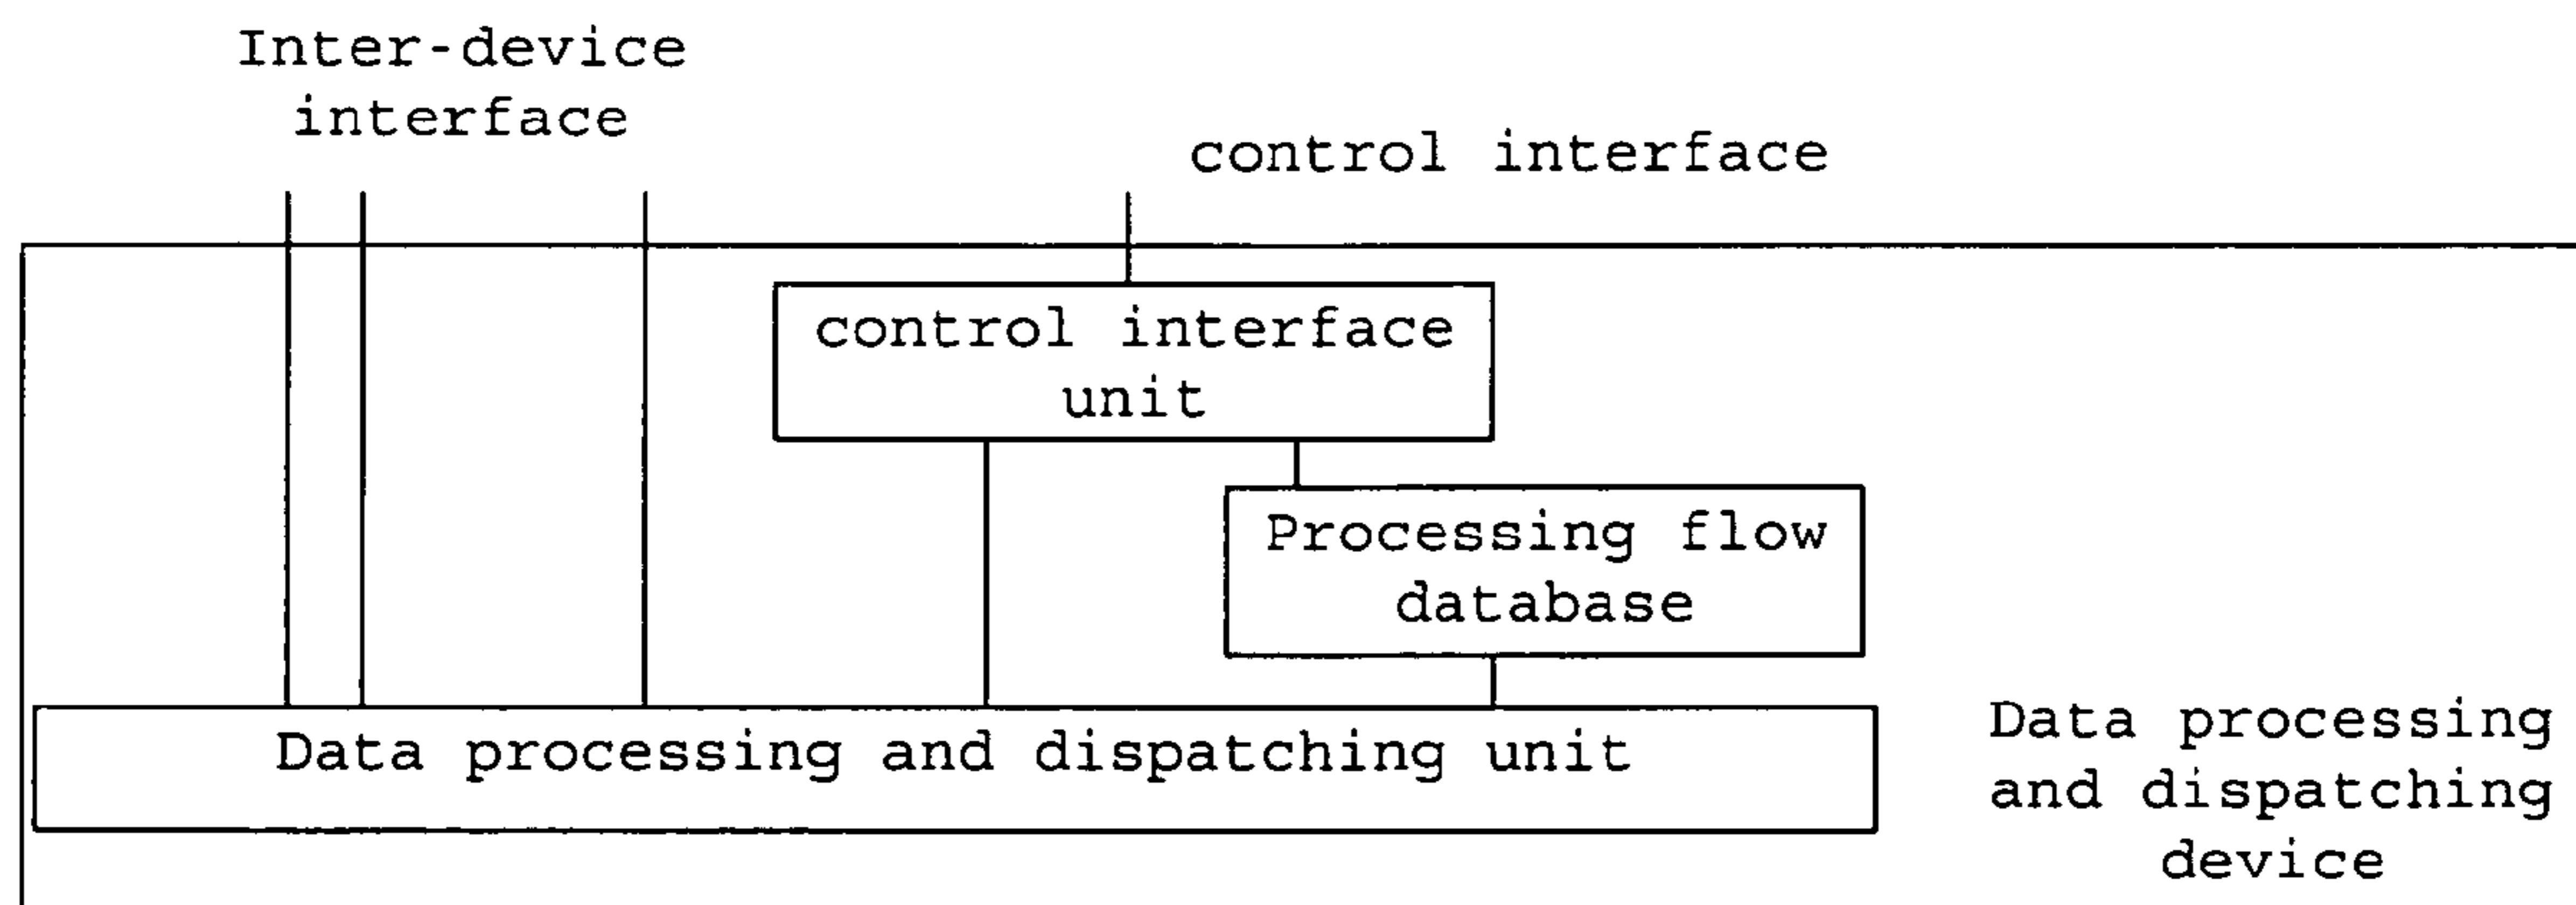 Inter-device
interface
control interface
control interface
unit
Processing flow
database
Data processing and dispatching unit
Data processing
and dispatching
device